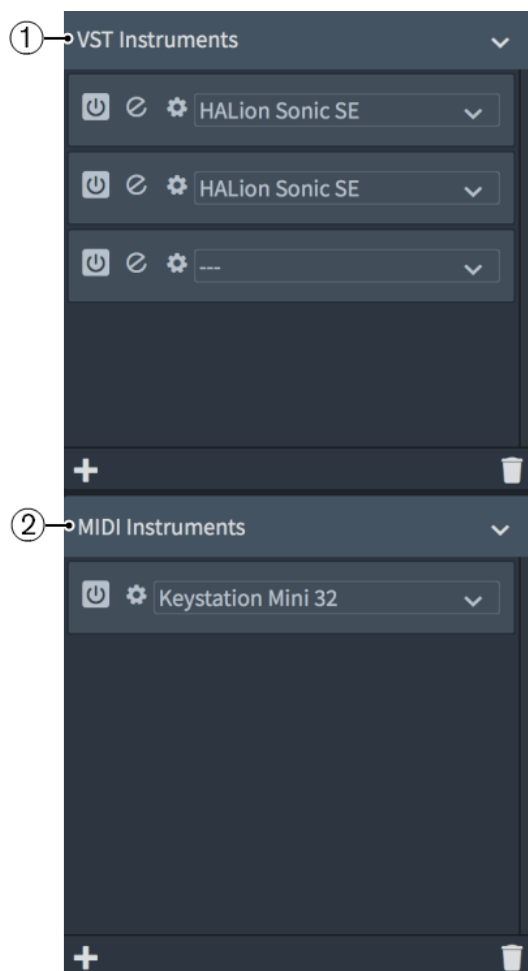 1
VST Instruments
HALion Sonic SE
HALion Sonic SE
---
2
MIDI Instruments
Keystation Mini 32